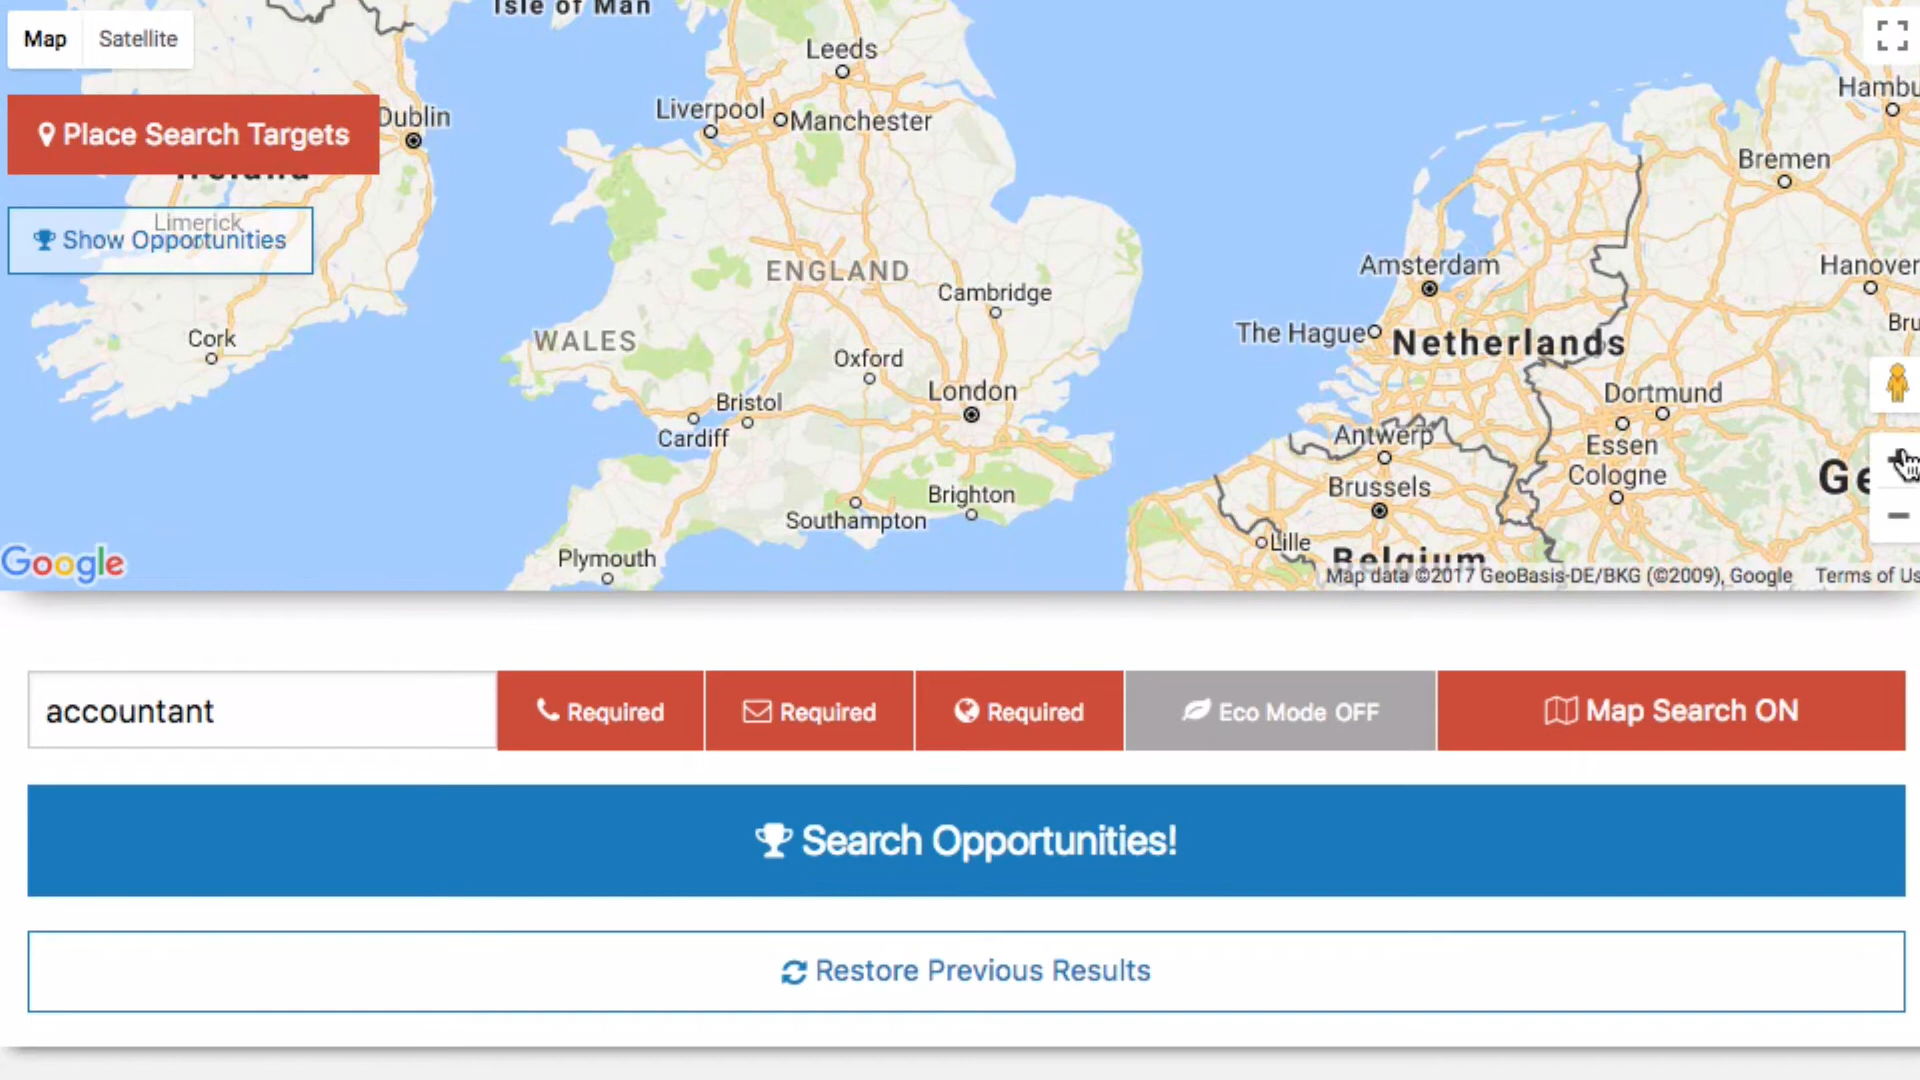 Isle of Man
Map
Satellite
Leeds
Hambu
Liverpool
Manchester
Dublin
Place Search Targets
Bremen
Ireland
Limerick
Show Opportunities
ENGLAND
Amsterdam
Hanover
Cambridge
Cork
WALES
The Hague
Netherlands
Bru
Oxford
London
Dortmund
Bristol
Cardiff
Antwerp
Essen
Cologne
Ge
Brussels
Brighton
Southampton
Plymouth
Lille
Belgium
Google
Map data ©2017 GeoBasis-DE/BKG (©2009), Google
Terms of Us
accountant
Required
Required
Required
Eco Mode OFF
Map Search ON
Search Opportunities!
Restore Previous Results